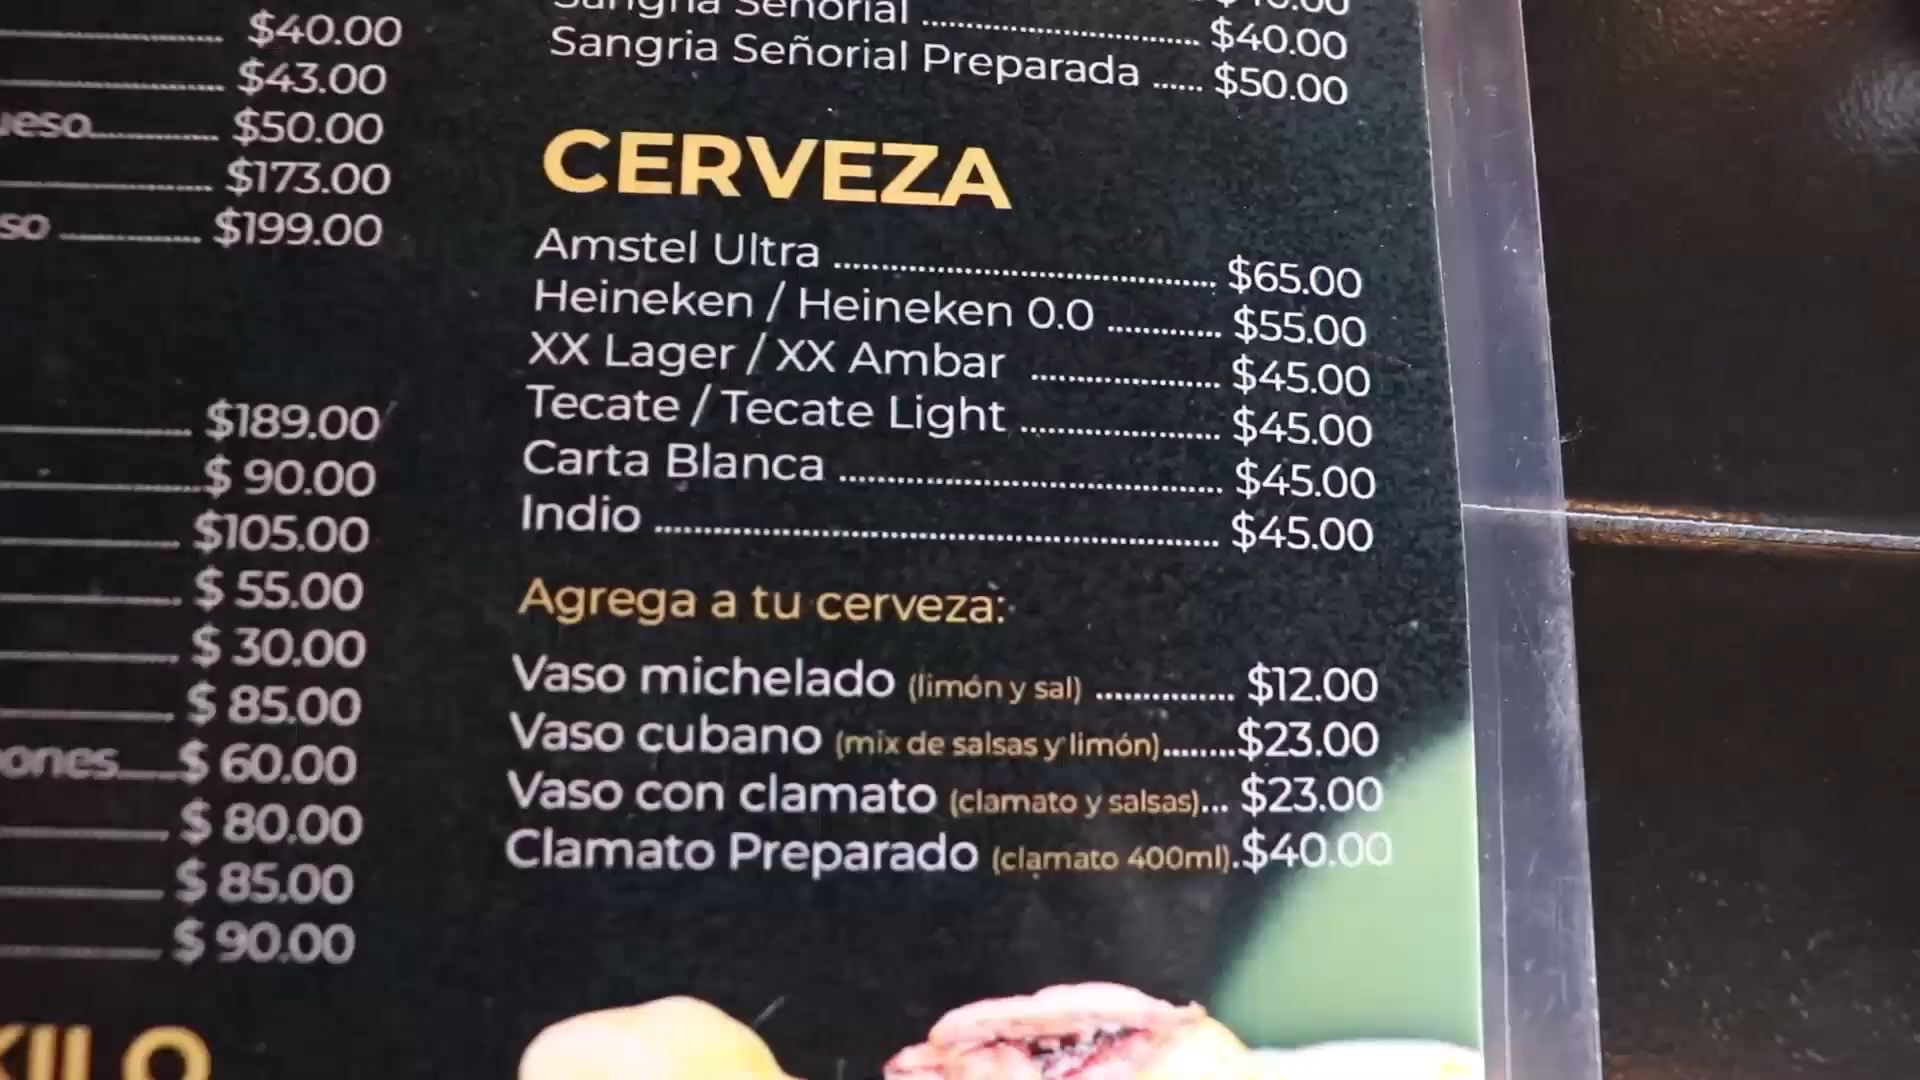 $40.00
$43.00
ueso......... $50.00
$173.00
so ......... $199.00
$189.00
$ 90.00
$105.00
$ 55.00
$ 30.00
$ 85.00
ones......$ 60.00
$ 80.00
$ 85.00
$ 90.00
KILO
Sangria Señorial ......... $40.00
Sangria Señorial Preparada ...... $50.00
CERVEZA
Amstel Ultra ......... $65.00
Heineken / Heineken 0.0 ......... $55.00
XX Lager / XX Ambar ......... $45.00
Tecate / Tecate Light ......... $45.00
Carta Blanca ......... $45.00
Indio ......... $45.00
Agrega a tu cerveza:
Vaso michelado (limón y sal) ......... $12.00
Vaso cubano (mix de salsas y limón)........$23.00
Vaso con clamato (clamato y salsas)... $23.00
Clamato Preparado (clamato 400ml).$40.00